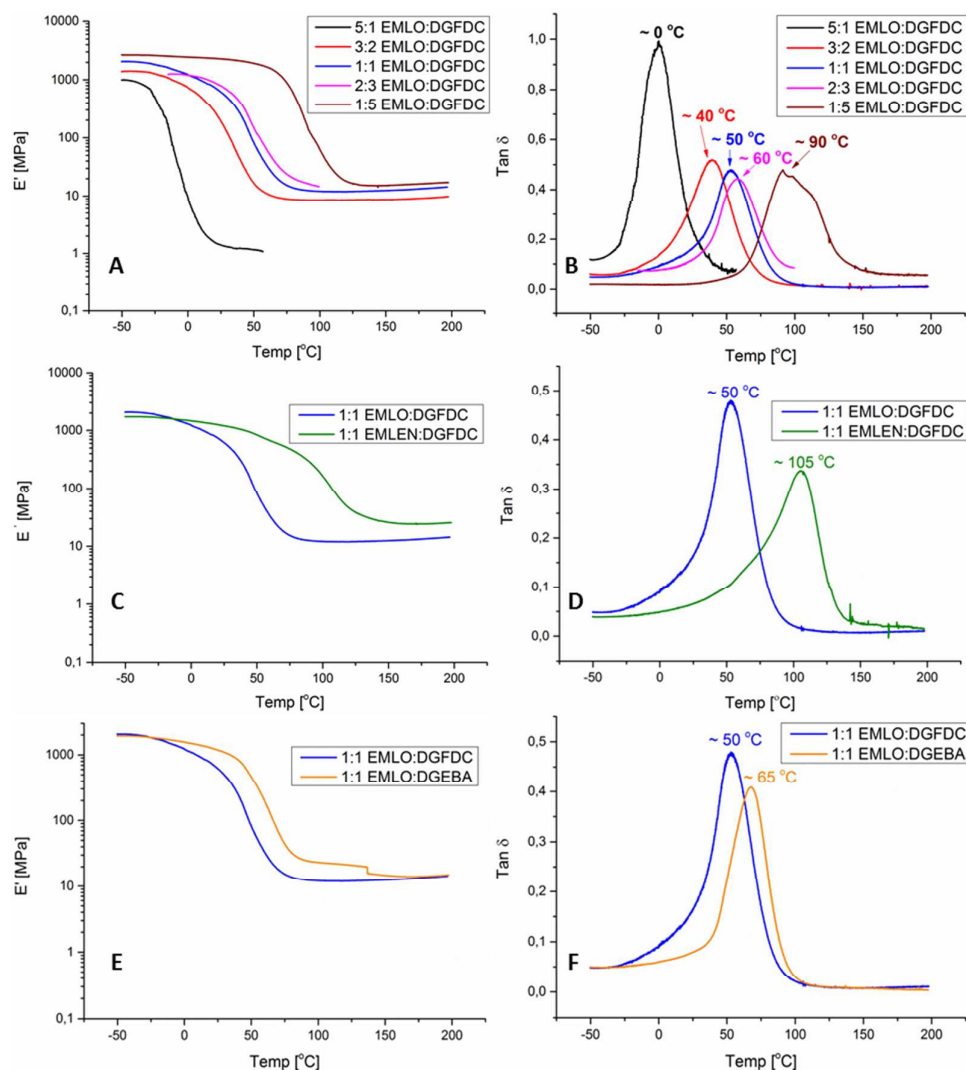 10000
1000
100
10
1
0,1
E' [MPa]
5:1 EMLO:DGFDC
3:2 EMLO:DGFDC
1:1 EMLO:DGFDC
2:3 EMLO:DGFDC
1:5 EMLO:DGFDC
A
-50 0 50 100 150 200
Temp [°C]
1,0
0,8
0,6
0,4
0,2
0,0
Tan δ
~ 0 °C
~ 40 °C
~ 50 °C
~ 60 °C
~ 90 °C
5:1 EMLO:DGFDC
3:2 EMLO:DGFDC
1:1 EMLO:DGFDC
2:3 EMLO:DGFDC
1:5 EMLO:DGFDC
B
-50 0 50 100 150 200
Temp [°C]
10000
1000
100
10
1
0,1
E' [MPa]
1:1 EMLO:DGFDC
1:1 EMLEN:DGFDC
C
-50 0 50 100 150 200
Temp [°C]
0,5
0,4
0,3
0,2
0,1
0,0
Tan δ
~ 50 °C
~ 105 °C
1:1 EMLO:DGFDC
1:1 EMLEN:DGFDC
D
-50 0 50 100 150 200
Temp [°C]
1000
100
10
1
0,1
E' [MPa]
1:1 EMLO:DGFDC
1:1 EMLO:DGEBA
E
-50 0 50 100 150 200
Temp [°C]
0,5
0,4
0,3
0,2
0,1
0,0
Tan δ
~ 50 °C
~ 65 °C
1:1 EMLO:DGFDC
1:1 EMLO:DGEBA
F
-50 0 50 100 150 200
Temp [°C]